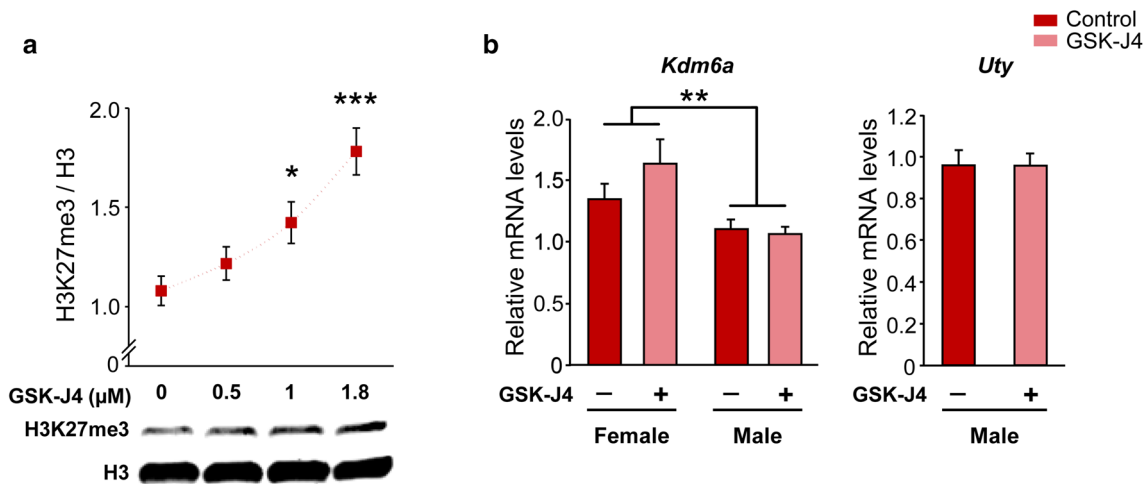 a
H3K27me3 / H3
2.0
1.5
1.0
0
*
***
GSK-J4 (µM) 0 0.5 1 1.8
H3K27me3
H3
b
Control
GSK-J4
Kdm6a
Relative mRNA levels
2.0
1.5
1.0
0.5
0
**
GSK-J4 – + – +
Female Male
Uty
Relative mRNA levels
1.2
1.0
0.8
0.6
0.4
0.2
0
GSK-J4 – +
Male